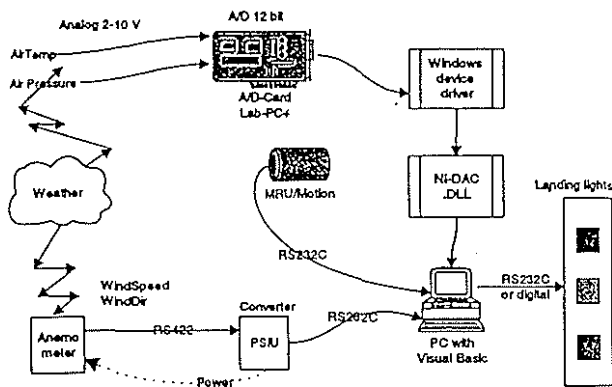 Analog 2-10 V
A/D 12 bit
AirTemp
Air Pressure
A/D-Card
Lab-PC+
Windows
device
driver
Weather
MRU/Motion
NI-DAC
.DLL
Landing lights
RS232C
WindSpeed
WindDir
RS232C
or digital
Converter
Anemo
meter
RS422
PSIU
RS232C
PC with
Visual Basic
Power